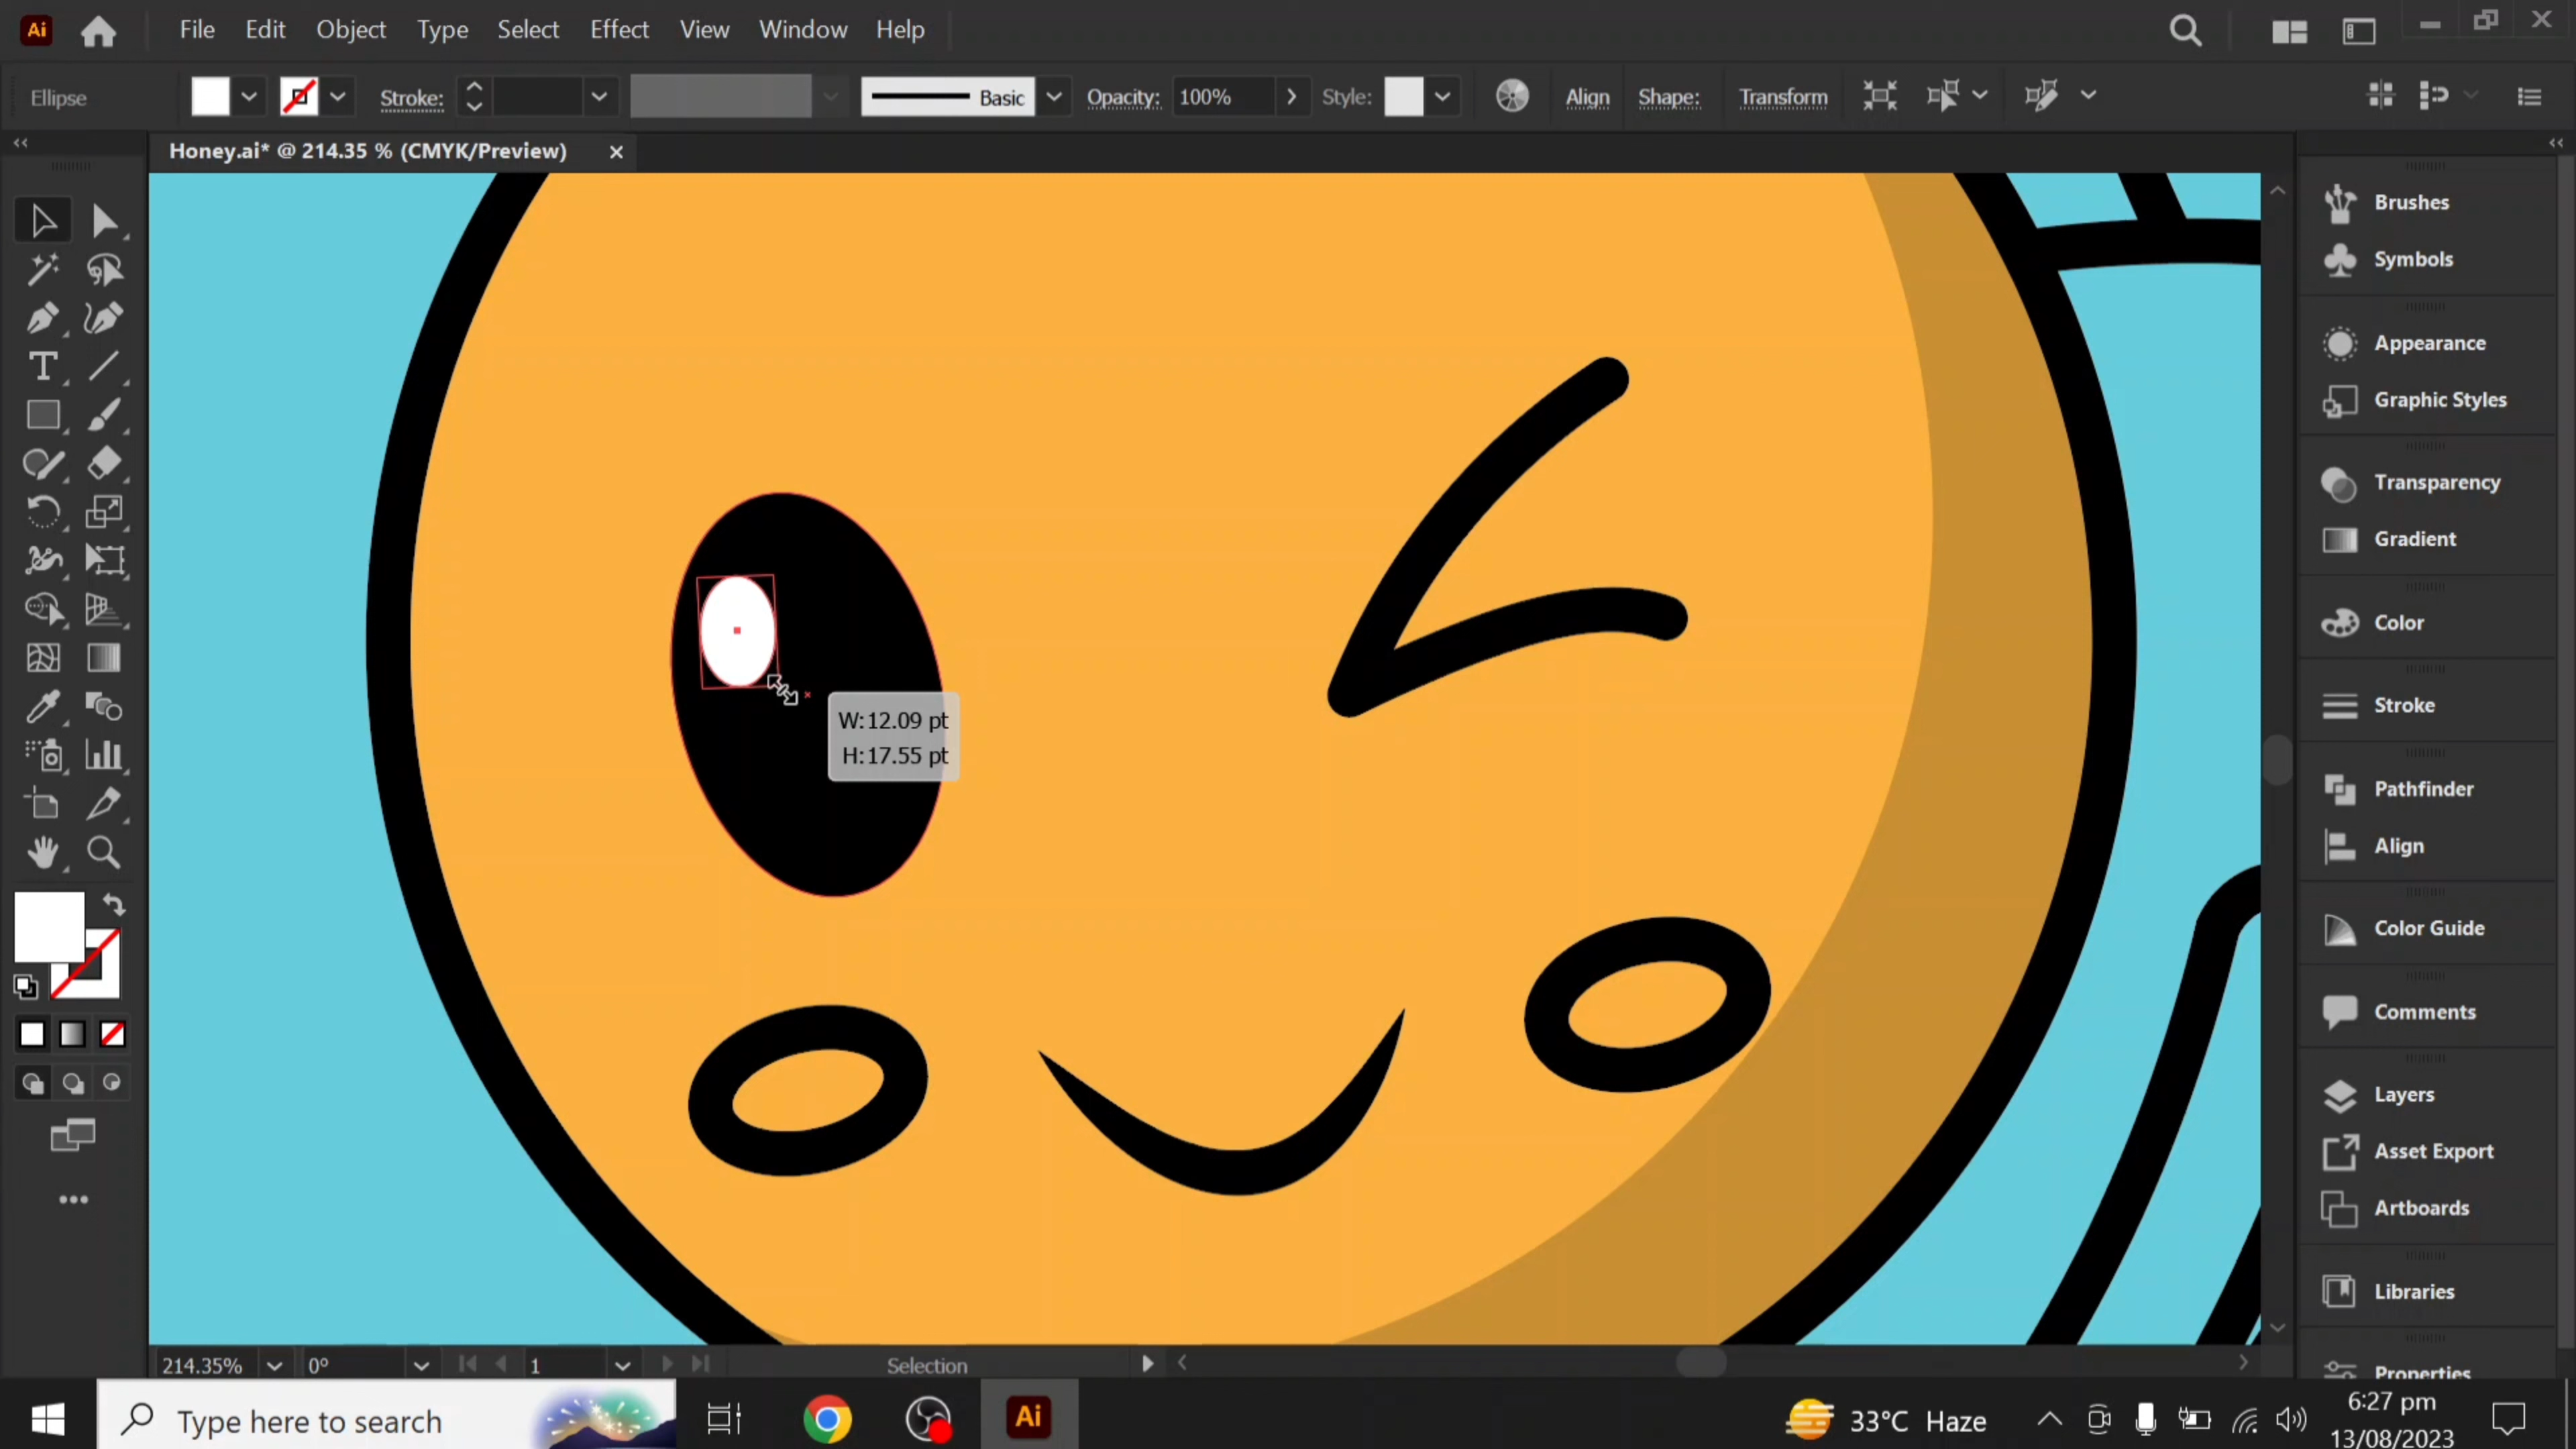 Ai File Edit Object Type Select Effect View Window Help
Ellipse Stroke: Basic Opacity: 100% Style: Align Shape: Transform
Honey.ai* @ 214.35 % (CMYK/Preview) ×
Brushes
Symbols
Appearance
Graphic Styles
Transparency
Gradient
Color
Stroke
Pathfinder
Align
Color Guide
Comments
Layers
Asset Export
Artboards
Libraries
Properties
W:12.09 pt
H:17.55 pt
214.35% 0° 1 Selection
Type here to search Ai 33°C Haze 6:27 pm
13/08/2023